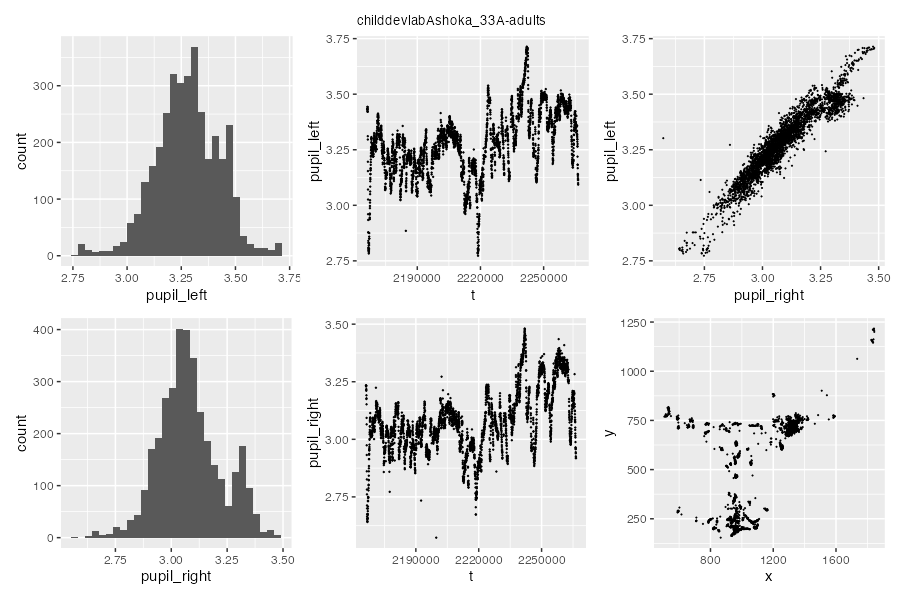 childdevlabAshoka_33A-adults
count
300
200
100
0
2.75 3.00 3.25 3.50 3.75
pupil_left
pupil_left
3.75
3.50
3.25
3.00
2.75
2190000 2220000 2250000
t
pupil_left
3.75
3.50
3.25
3.00
2.75
2.75 3.00 3.25 3.50
pupil_right
count
400
300
200
100
0
2.75 3.00 3.25 3.50
pupil_right
pupil_right
3.50
3.25
3.00
2.75
2190000 2220000 2250000
t
y
1250
1000
750
500
250
800 1200 1600
x